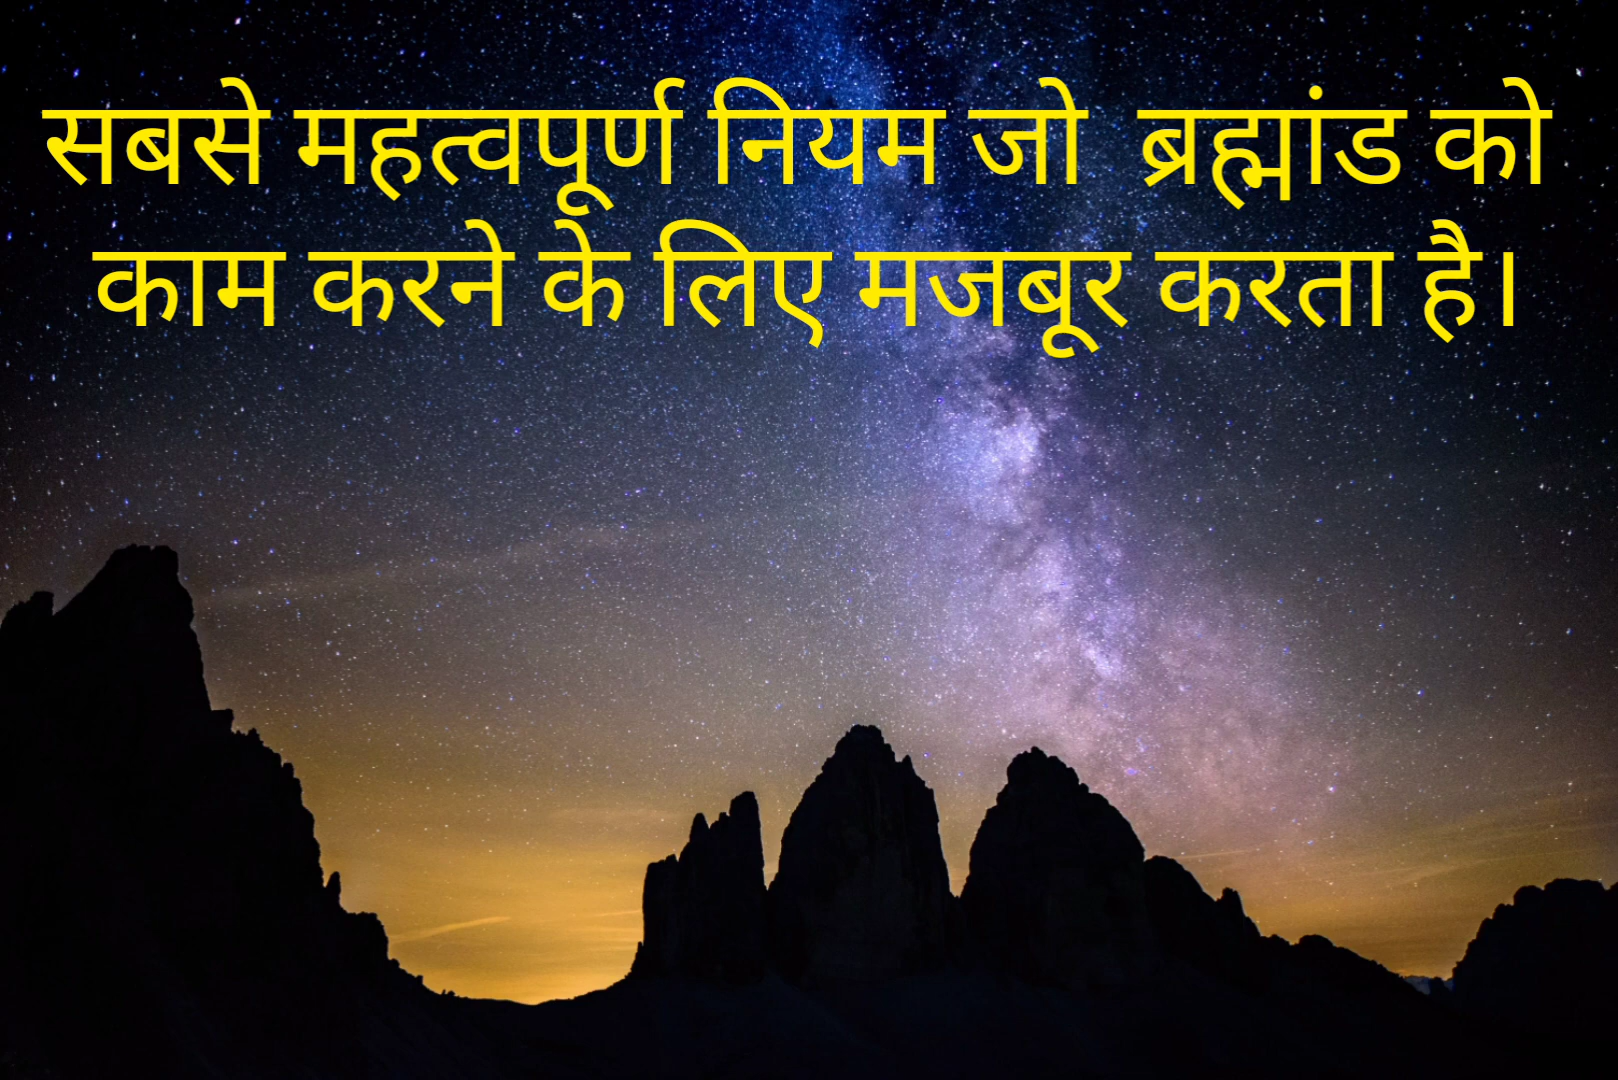 सबसे महत्वपूर्ण नियम जो  ब्रह्मांड को
काम करने के लिए मजबूर करता है।